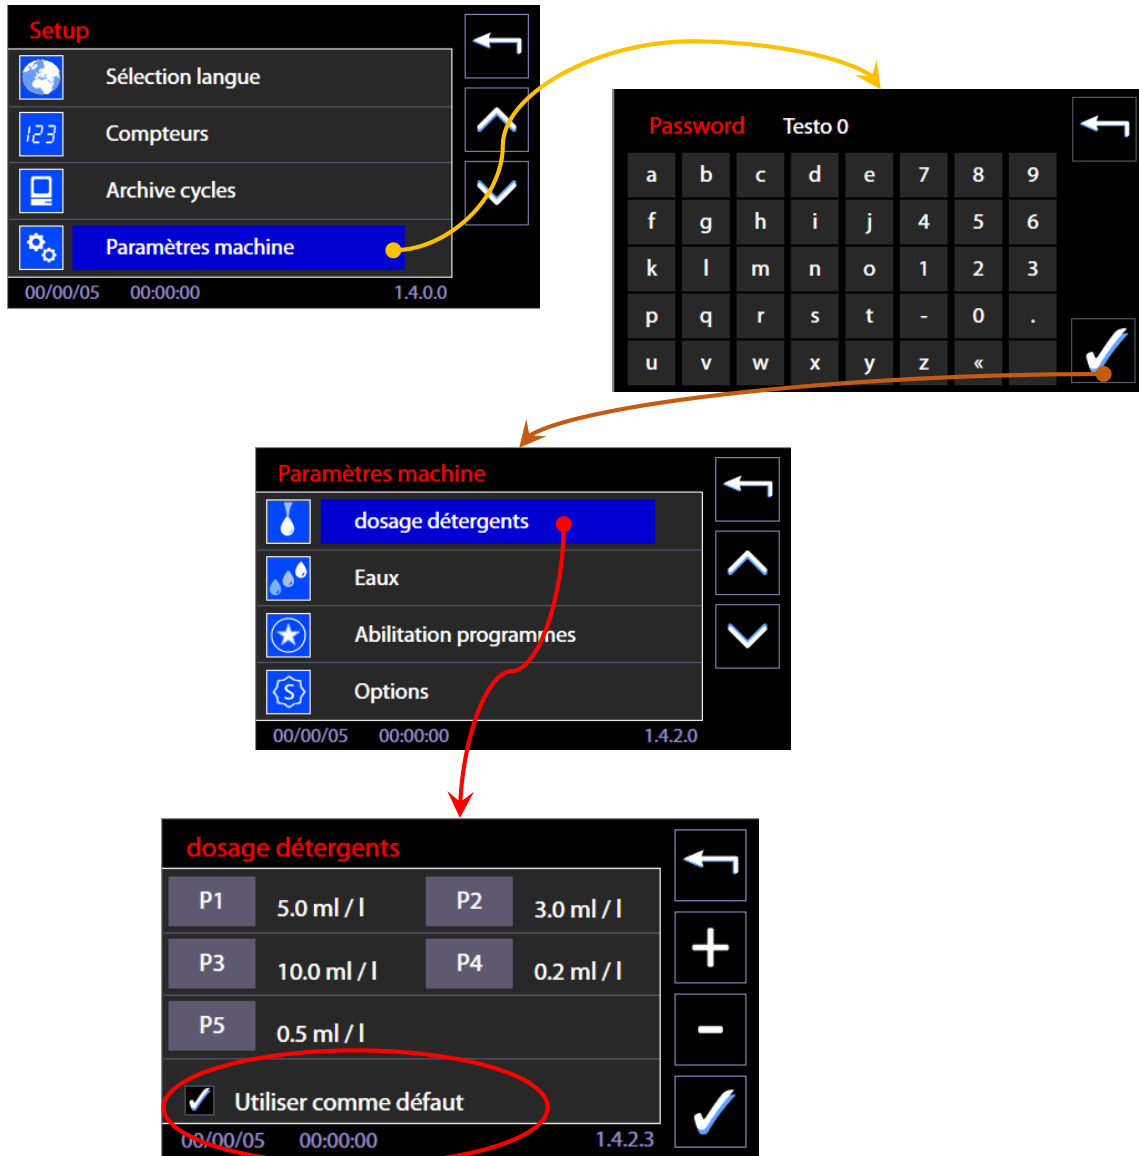 Setup
Sélection langue
123 Compteurs
Archive cycles
Paramètres machine
00/00/05 00:00:00 1.4.0.0
Password Testo 0
a b c d e 7 8 9
f g h i j 4 5 6
k l m n o 1 2 3
p q r s t - 0 .
u v w x y z «
Paramètres machine
dosage détergents
Eaux
Abilitation programmes
S Options
00/00/05 00:00:00 1.4.2.0
dosage détergents
P1 5.0 ml / l P2 3.0 ml / l
P3 10.0 ml / l P4 0.2 ml / l
P5 0.5 ml / l
Utiliser comme défaut
00/00/05 00:00:00 1.4.2.3